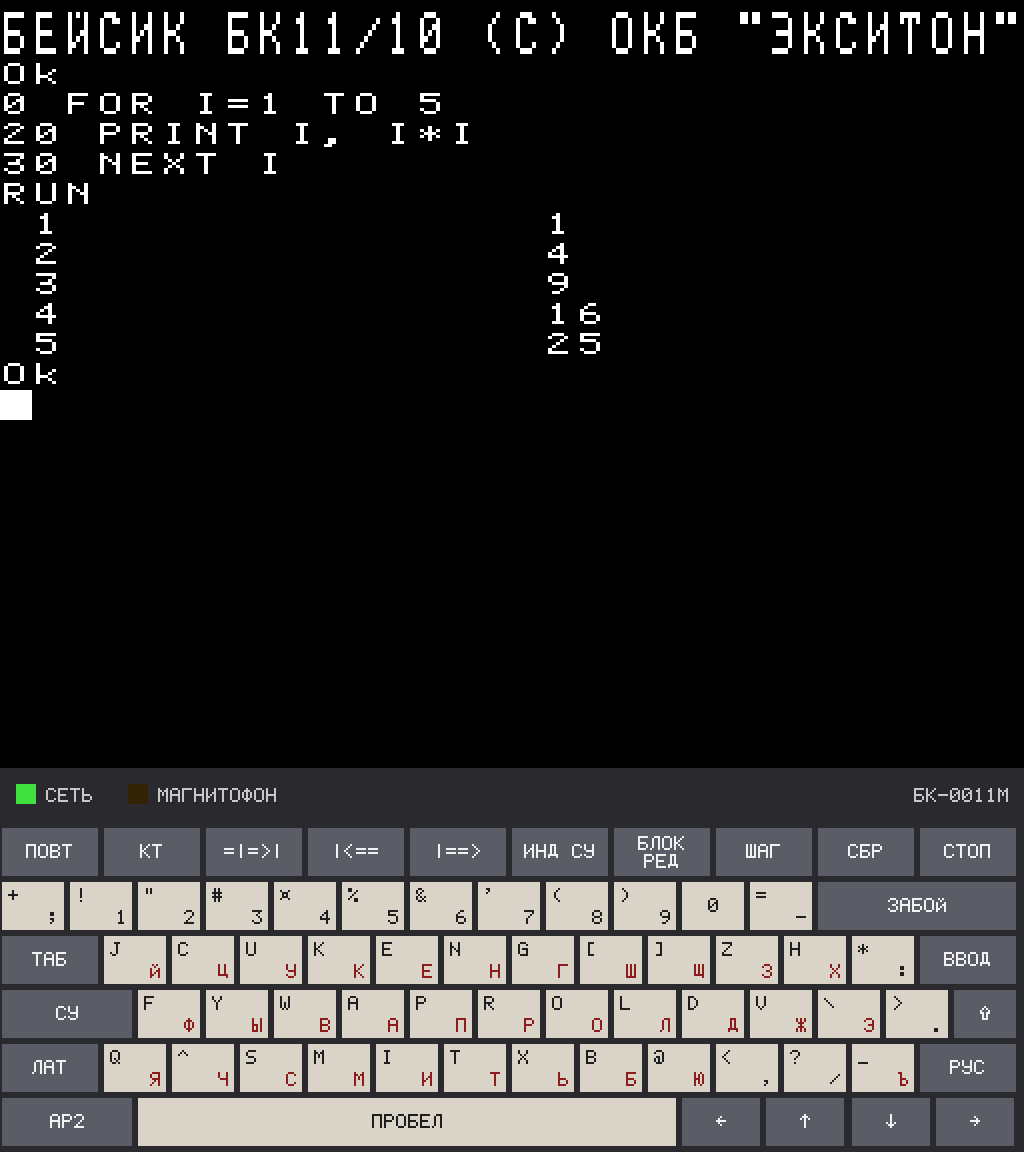 БЕЙСИК БК11/10 (С) ОКБ "ЭКСИТОН"
Ok
0 FOR I=1 TO 5
20 PRINT I, I*I
30 NEXT I
RUN
1 1
2 4
3 9
4 16
5 25
Ok
СЕТЬ МАГНИТОФОН БК-0011М
ПОВТ КТ =|=>| |<== |==> ИНД СУ БЛОК РЕД ШАГ СБР СТОП
+ ; ! 1 " 2 # 3 ¤ 4 % 5 & 6 ' 7 ( 8 ) 9 0 = - ЗАБОЙ
ТАБ J Й C Ц U У K К E Е N Н G Г [ Ш ] Щ Z З H Х * : ВВОД
СУ F Ф Y Ы W В A А P П R Р O О L Л D Д V Ж \ Э > . ⇧
ЛАТ Q Я ^ Ч S С M М I И T Т X Ь B Б @ Ю < , ? / _ Ъ РУС
АР2 ПРОБЕЛ ← ↑ ↓ →